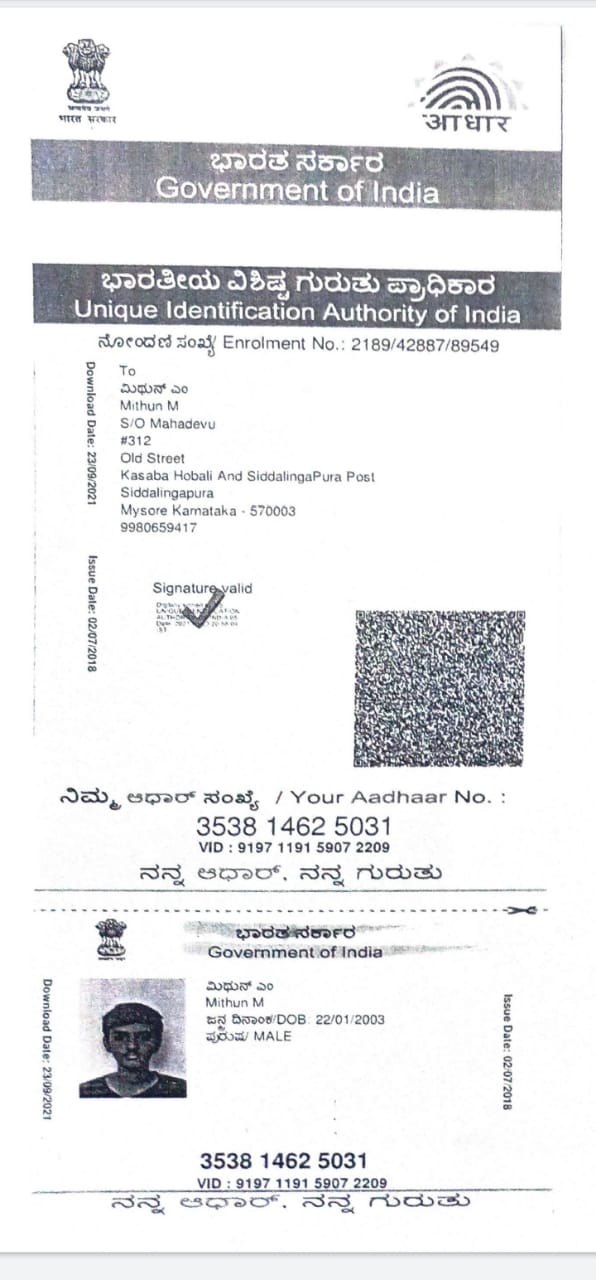 भारत सरकार
आधार
ಭಾರತ ಸರ್ಕಾರ
Government of India
ಭಾರತೀಯ ವಿಶಿಷ್ಟ ಗುರುತು ಪ್ರಾಧಿಕಾರ
Unique Identification Authority of India
ನೋಂದಣಿ ಸಂಖ್ಯೆ/ Enrolment No.: 2189/42887/89549
Download Date: 23/09/2021
To
ಮಿಥುನ್ ಎಂ
Mithun M
S/O Mahadevu
#312
Old Street
Kasaba Hobali And SiddalingaPura Post
Siddalingapura
Mysore Karnataka - 570003
9980659417
Issue Date: 02/07/2018
Signature valid
ನಿಮ್ಮ ಆಧಾರ್ ಸಂಖ್ಯೆ / Your Aadhaar No. :
3538 1462 5031
VID : 9197 1191 5907 2209
ನನ್ನ ಆಧಾರ್, ನನ್ನ ಗುರುತು
ಭಾರತ ಸರ್ಕಾರ
Government of India
Download Date: 23/09/2021
ಮಿಥುನ್ ಎಂ
Mithun M
ಜನ್ಮ ದಿನಾಂಕ/DOB: 22/01/2003
ಪುರುಷ/ MALE
Issue Date: 02/07/2018
3538 1462 5031
VID : 9197 1191 5907 2209
ನನ್ನ ಆಧಾರ್, ನನ್ನ ಗುರುತು